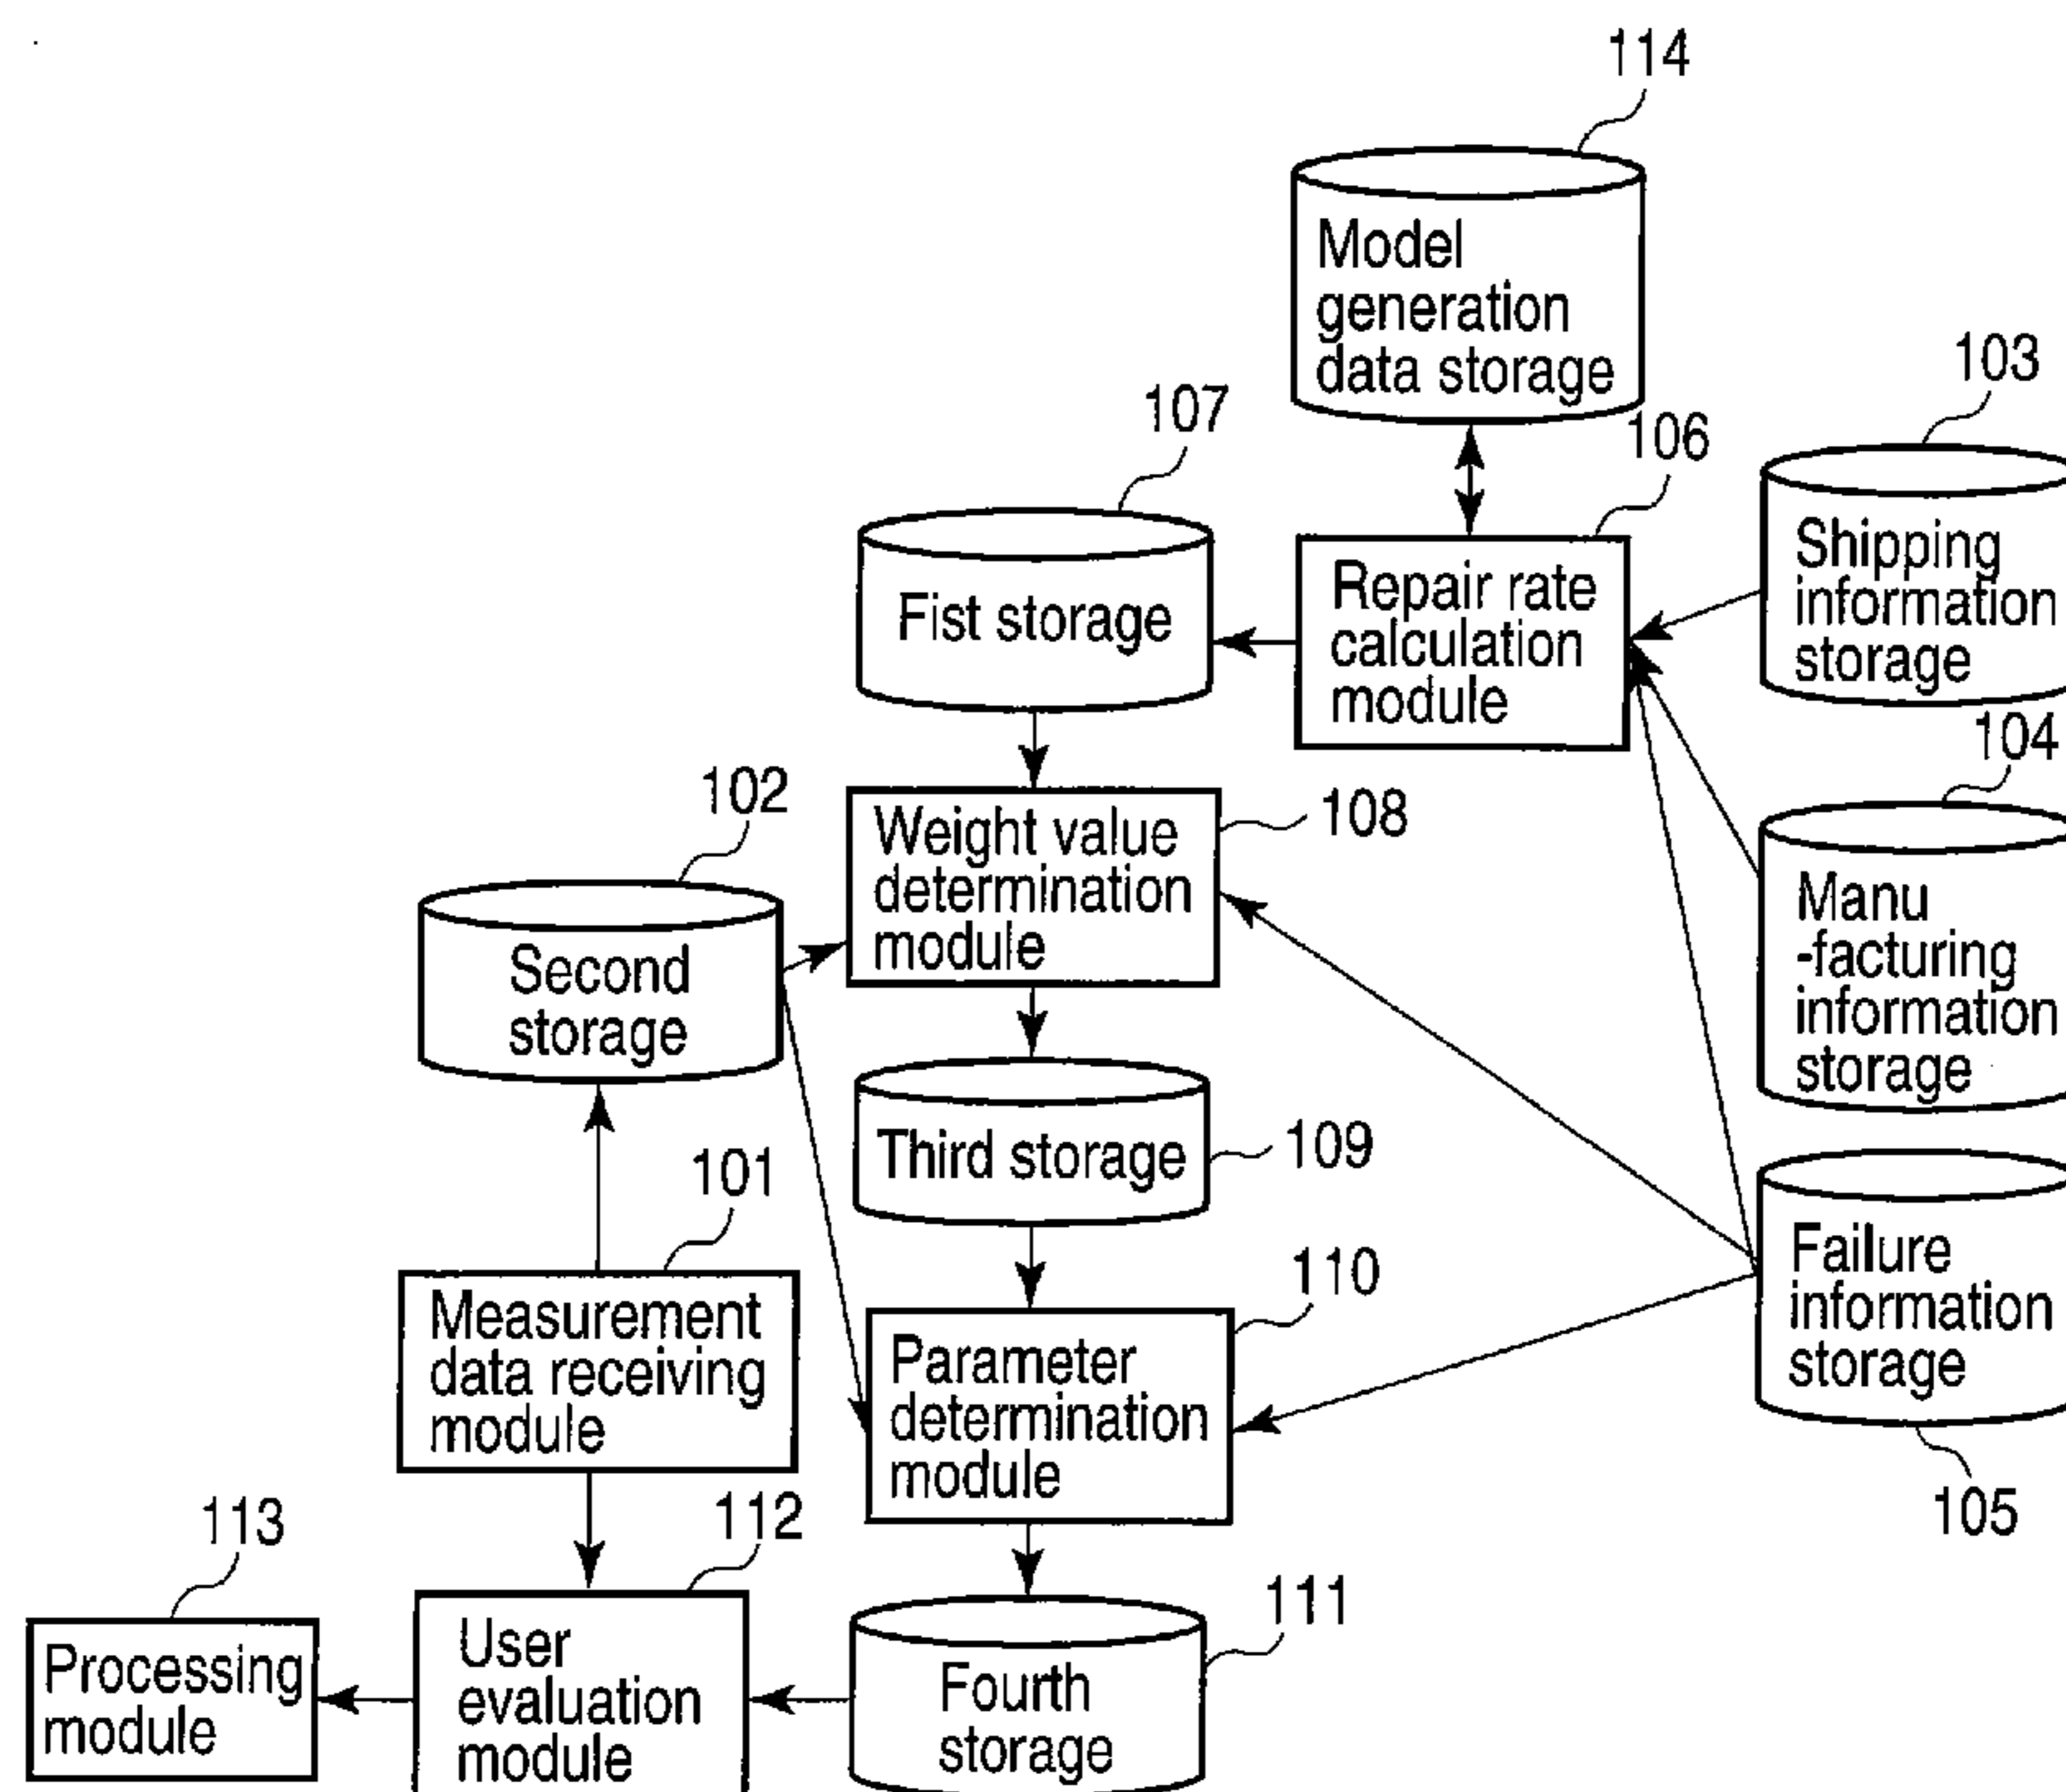 114
Model
generation
data storage
103
107
106
Shipping
information
storage
Fist storage
Repair rate
calculation
module
104
102
Weight value
determination
module
108
Manu
-facturing
information
storage
Second
storage
Third storage
109
101
Failure
information
storage
110
Measurement
data receiving
module
Parameter
determination
module
105
113
112
111
Processing
module
User
evaluation
module
Fourth
storage